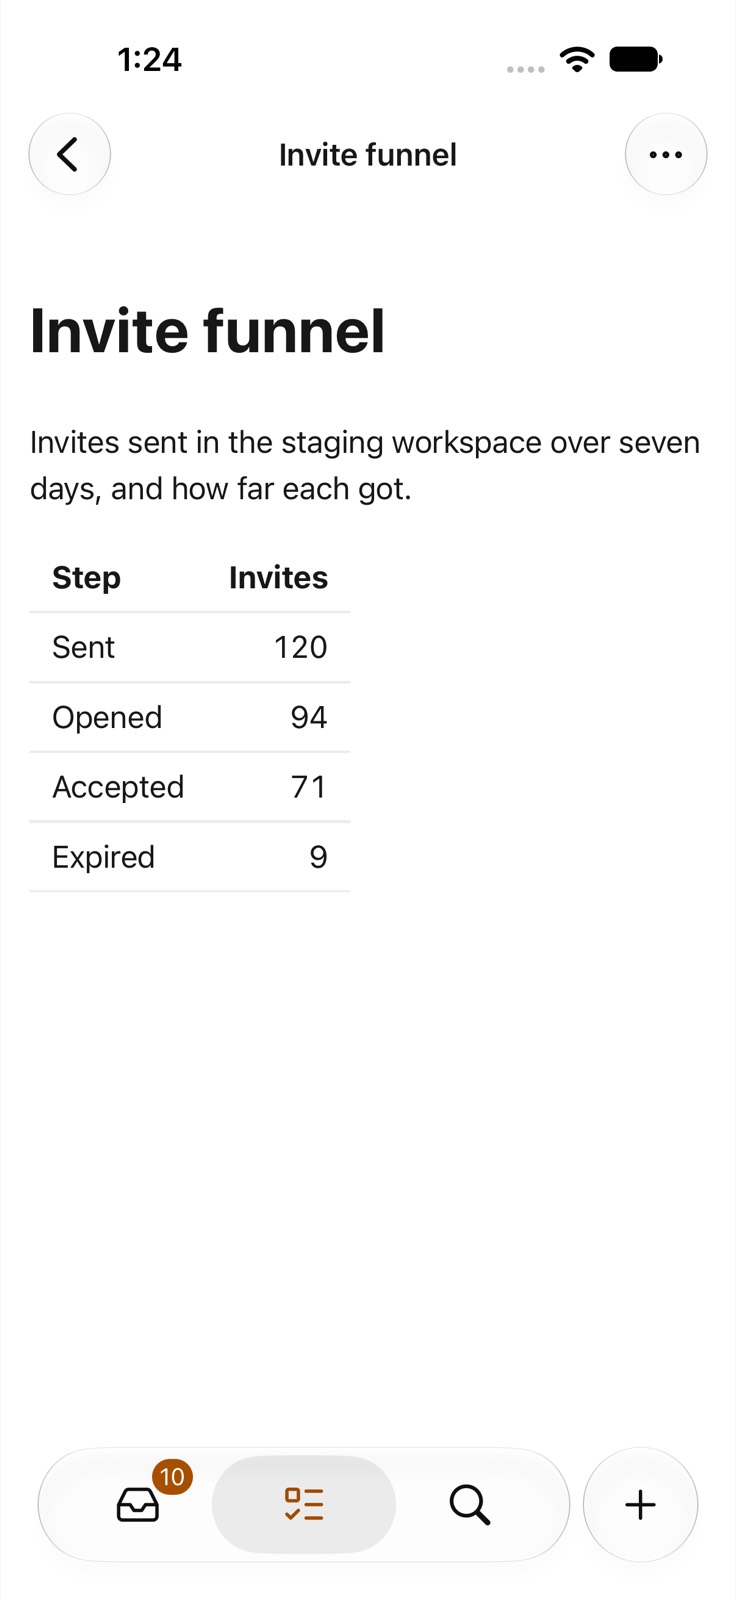 1:24
Invite funnel
Invite funnel
Invites sent in the staging workspace over seven
days, and how far each got.
Step Invites
Sent 120
Opened 94
Accepted 71
Expired 9
10